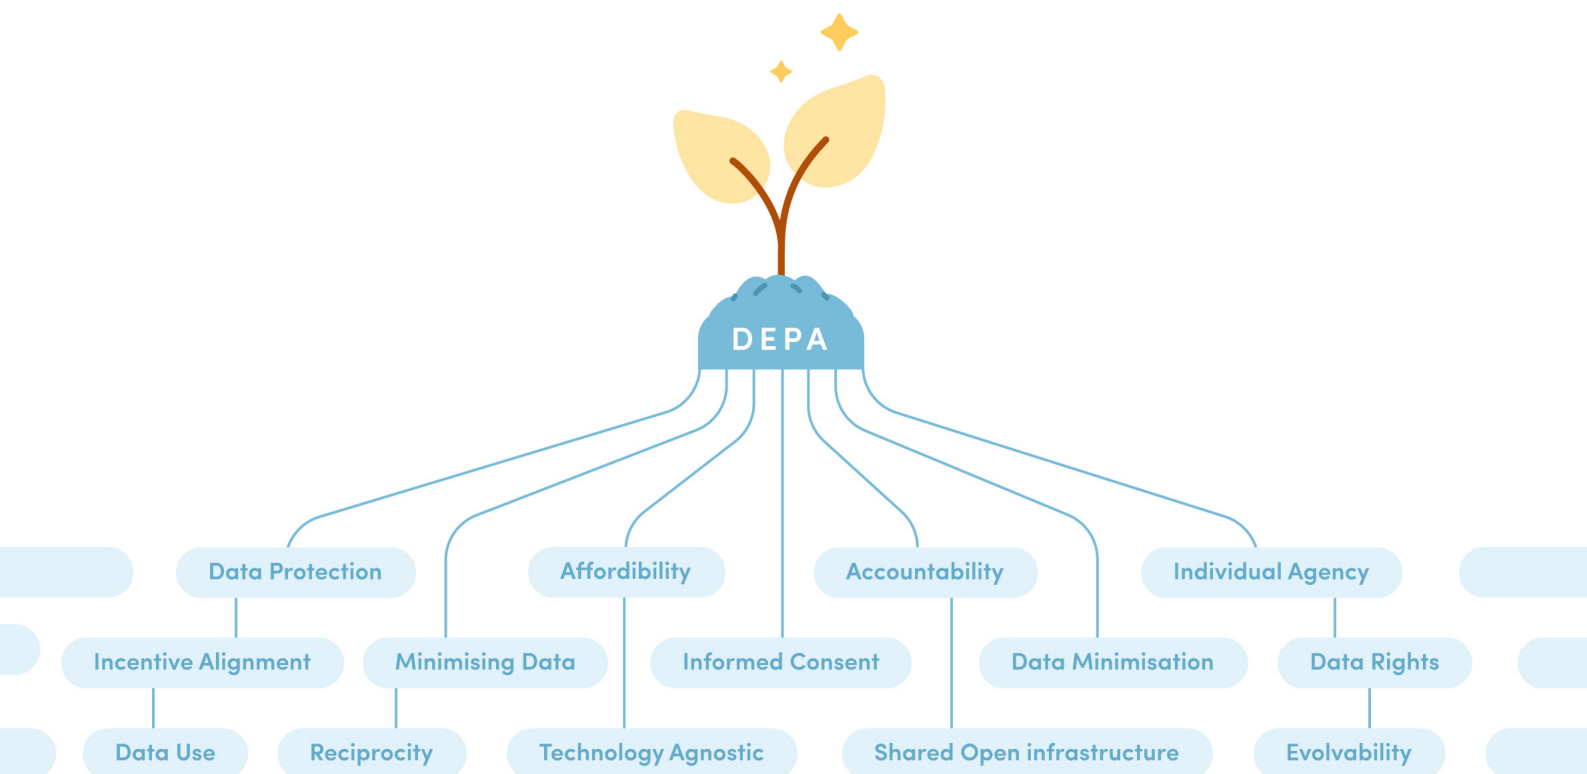 DEPA
Data Protection
Affordibility
Accountability
Individual Agency
Incentive Alignment
Minimising Data
Informed Consent
Data Minimisation
Data Rights
Data Use
Reciprocity
Technology Agnostic
Shared Open infrastructure
Evolvability